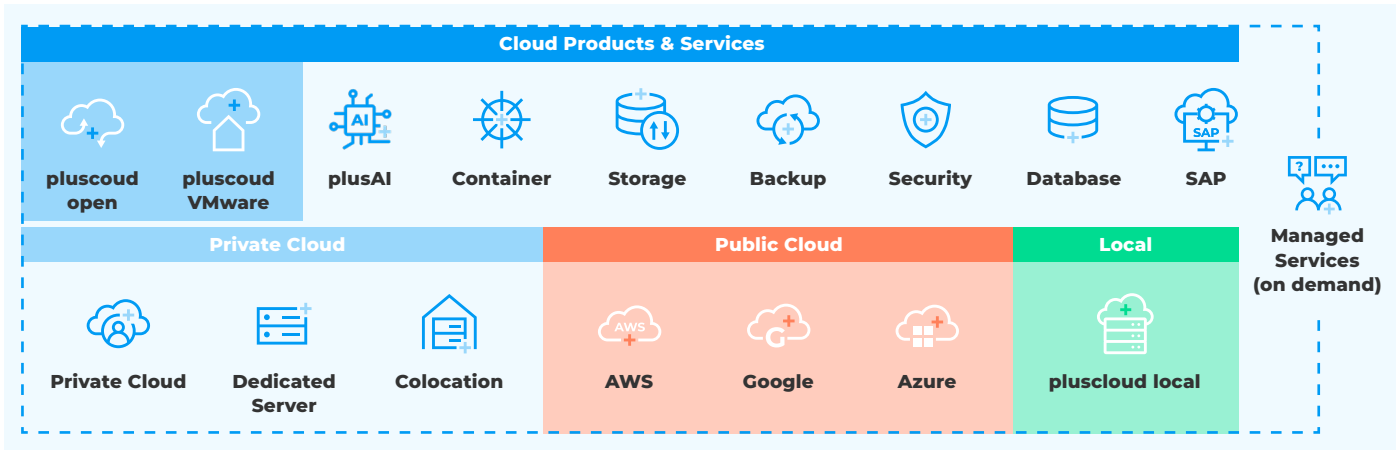 Cloud Products & Services
AI
SAP
pluscoud
open
pluscoud
VMware
plusAI
Container
Storage
Backup
Security
Database
SAP
Private Cloud
Public Cloud
Local
?
Managed
Services
(on demand)
AWS
G
Private Cloud
Dedicated
Server
Colocation
AWS
Google
Azure
pluscloud local